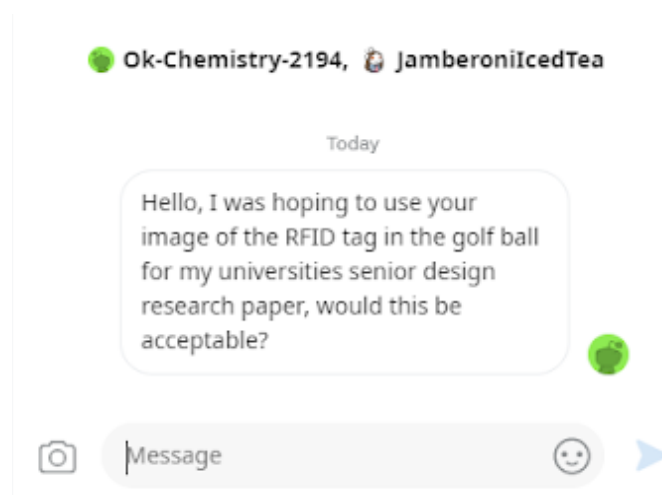 Ok-Chemistry-2194, JamberoniIcedTea
Today
Hello, I was hoping to use your
image of the RFID tag in the golf ball
for my universities senior design
research paper, would this be
acceptable?
Message